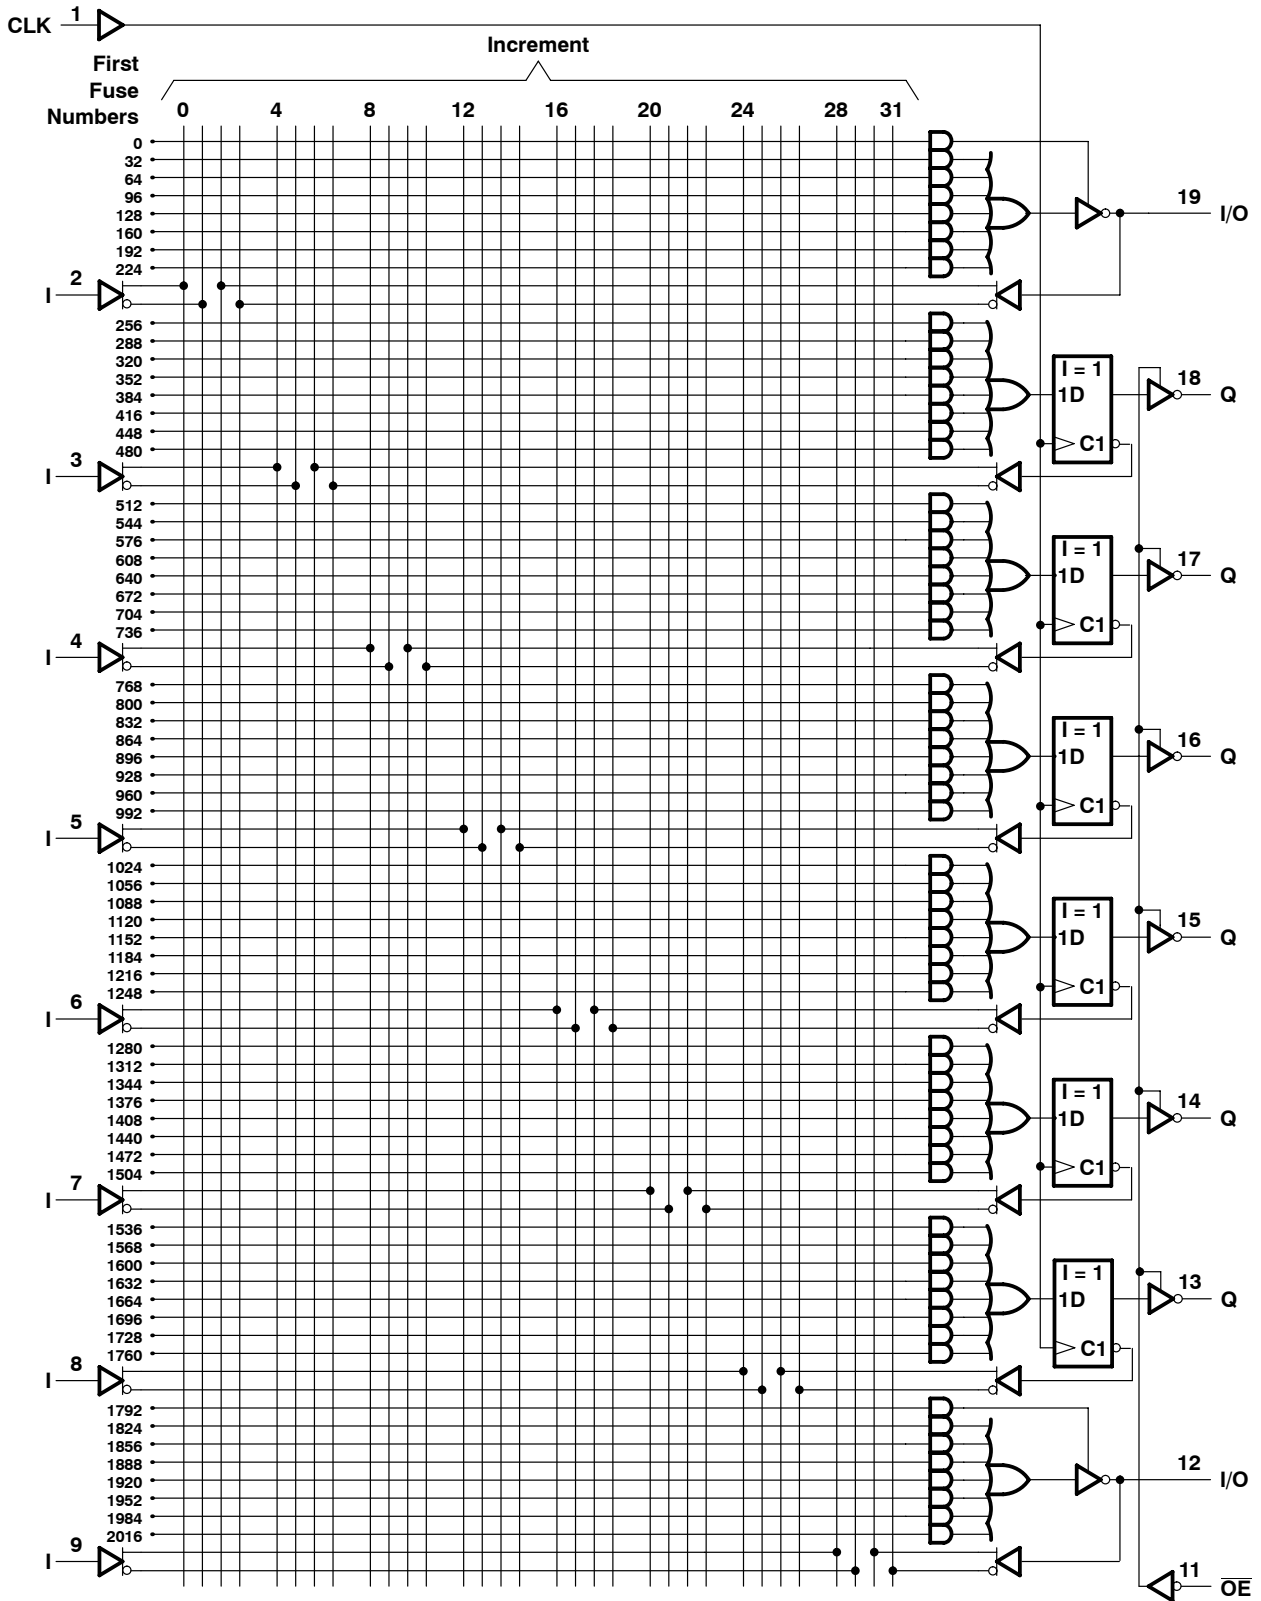 CLK 1
Increment
First
Fuse
Numbers
0 4 8 12 16 20 24 28 31
0
32
64
96
128
160
192
224
19 I/O
I 2
256
288
320
352
384
416
448
480
I = 1
1D
C1
18 Q
I 3
512
544
576
608
640
672
704
736
I = 1
1D
C1
17 Q
I 4
768
800
832
864
896
928
960
992
I = 1
1D
C1
16 Q
I 5
1024
1056
1088
1120
1152
1184
1216
1248
I = 1
1D
C1
15 Q
I 6
1280
1312
1344
1376
1408
1440
1472
1504
I = 1
1D
C1
14 Q
I 7
1536
1568
1600
1632
1664
1696
1728
1760
I = 1
1D
C1
13 Q
I 8
1792
1824
1856
1888
1920
1952
1984
2016
12 I/O
I 9
11 O̅E̅